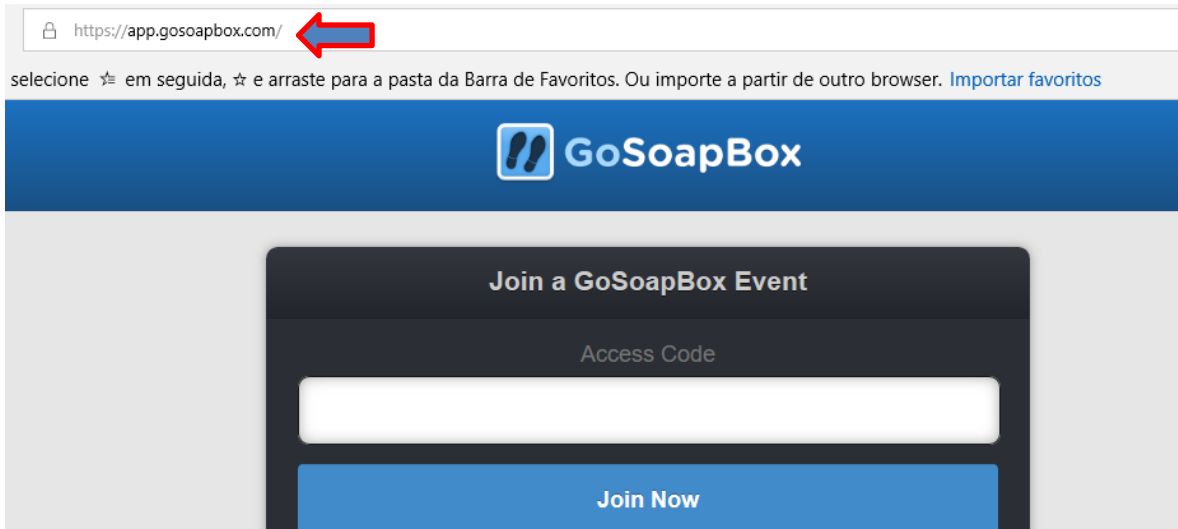 https://app.gosoapbox.com/
selecione em seguida, e arraste para a pasta da Barra de Favoritos. Ou importe a partir de outro browser. Importar favoritos
GoSoapBox
Join a GoSoapBox Event
Access Code
Join Now